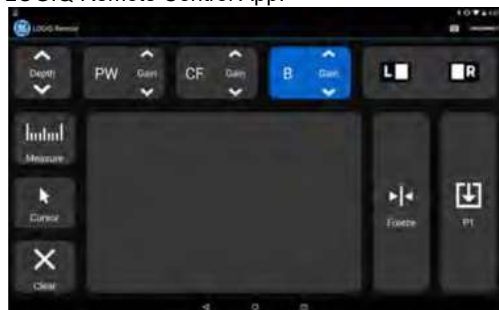 LOGIQ Remote Control App.
LOGIQ Remote
Depth
PW Gain
CF Gain
B Gain
L
R
Measure
Cursor
Clear
Freeze
P1